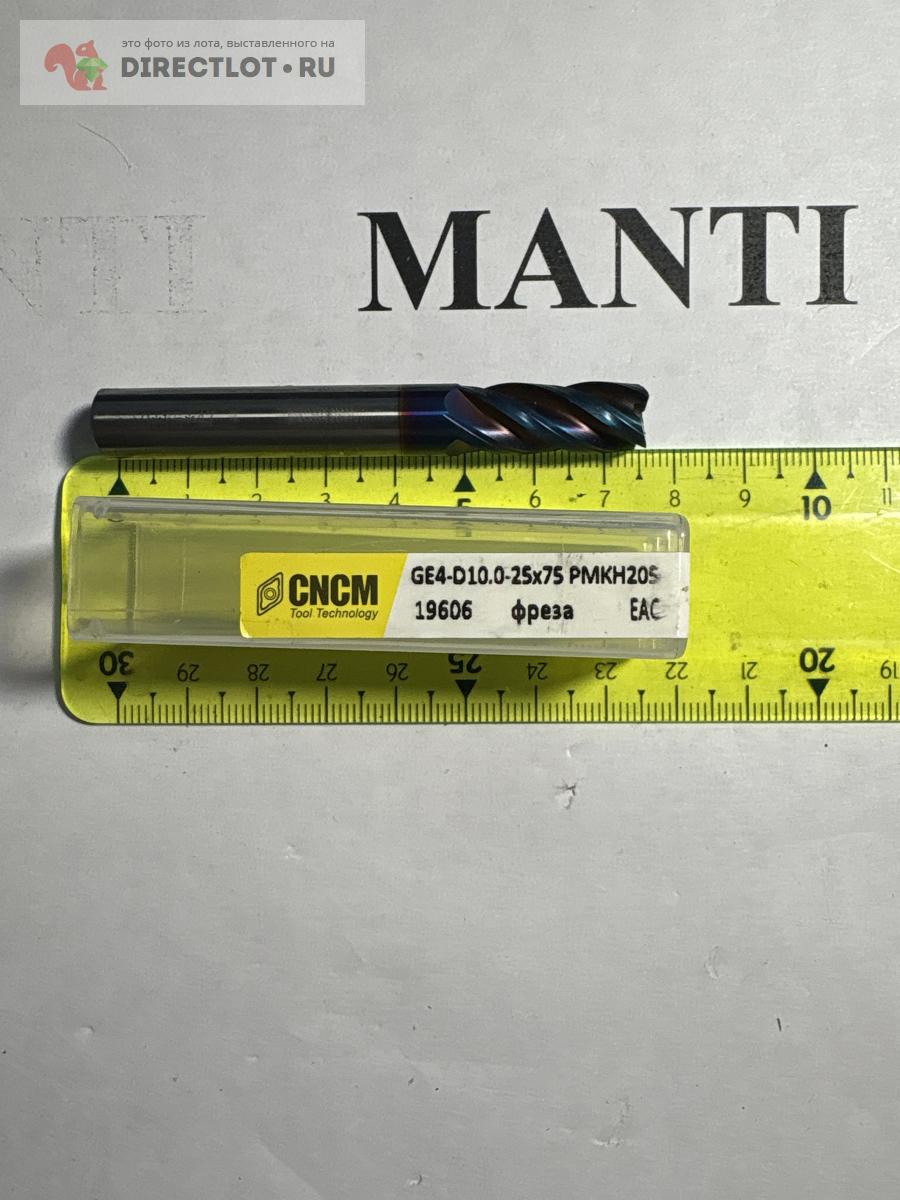 это фото из лота, выставленного на
DIRECTLOT.RU
MANTI
1 2 3 4 5 6 7 8 9 10 11
CNCM
Tool Technology
GE4-D10.0-25x75 PMKH20S
19606 фреза EAC
30 29 28 27 26 25 24 23 22 21 20 19